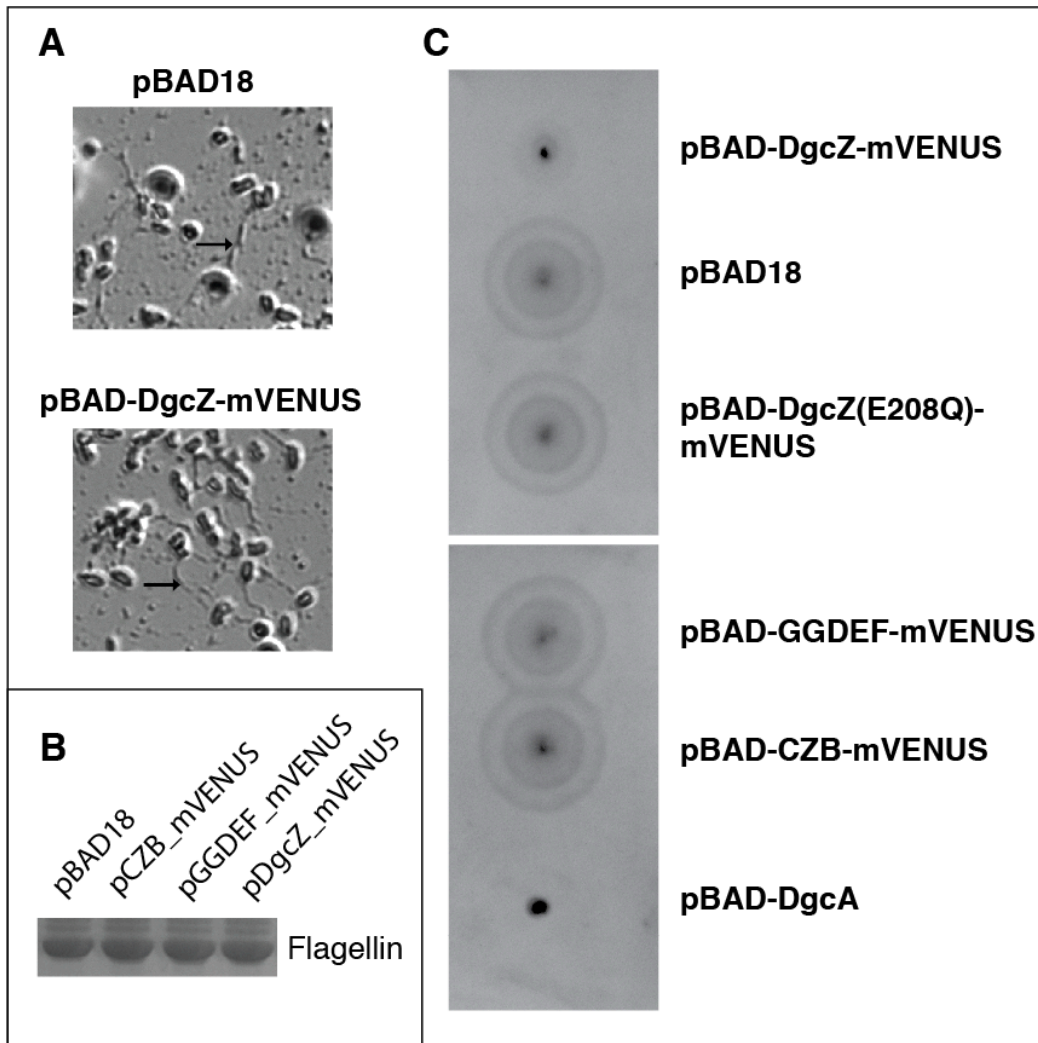 A
pBAD18
pBAD-DgcZ-mVENUS
B
pBAD18
pCZB_mVENUS
pGGDEF_mVENUS
pDgcZ_mVENUS
Flagellin
C
pBAD-DgcZ-mVENUS
pBAD18
pBAD-DgcZ(E208Q)-
mVENUS
pBAD-GGDEF-mVENUS
pBAD-CZB-mVENUS
pBAD-DgcA